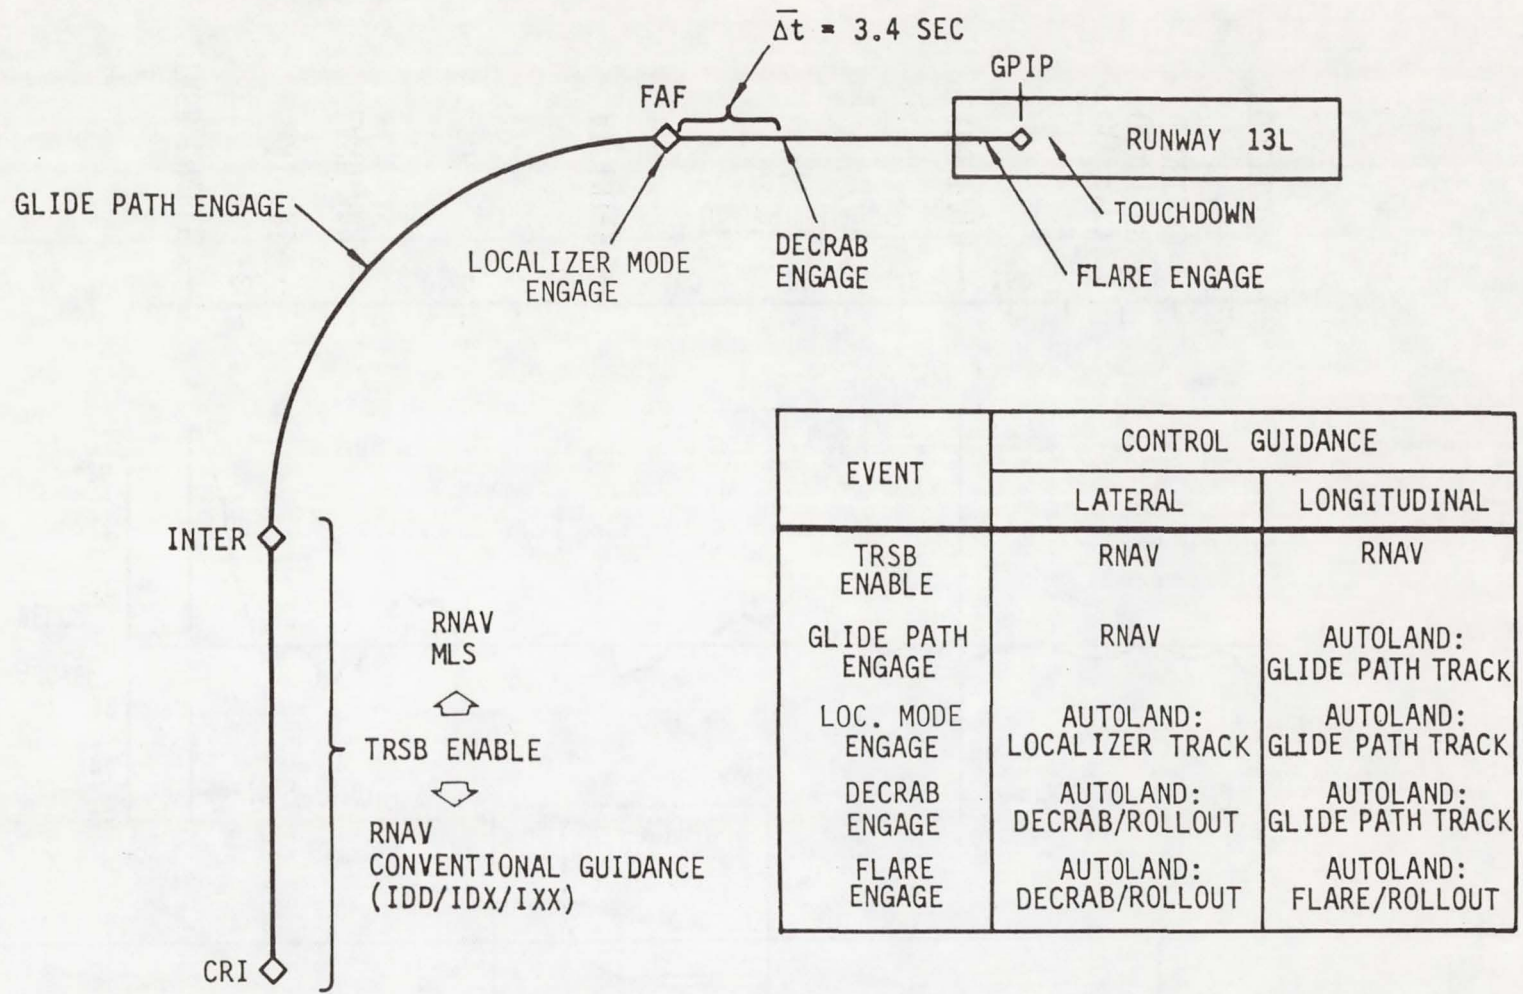 Δt = 3.4 SEC
GPIP
FAF
RUNWAY 13L
GLIDE PATH ENGAGE
TOUCHDOWN
LOCALIZER MODE
ENGAGE
DECRAB
ENGAGE
FLARE ENGAGE
INTER
RNAV
MLS
TRSB ENABLE
RNAV
CONVENTIONAL GUIDANCE
(IDD/IDX/IXX)
CRI
EVENT
CONTROL GUIDANCE
LATERAL
LONGITUDINAL
TRSB
ENABLE
RNAV
RNAV
GLIDE PATH
ENGAGE
RNAV
AUTOLAND:
GLIDE PATH TRACK
LOC. MODE
ENGAGE
AUTOLAND:
LOCALIZER TRACK
AUTOLAND:
GLIDE PATH TRACK
DECRAB
ENGAGE
AUTOLAND:
DECRAB/ROLLOUT
AUTOLAND:
GLIDE PATH TRACK
FLARE
ENGAGE
AUTOLAND:
DECRAB/ROLLOUT
AUTOLAND:
FLARE/ROLLOUT